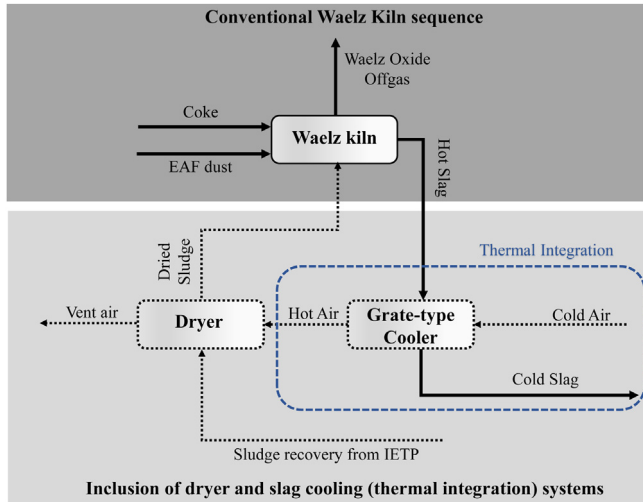 Conventional Waelz Kiln sequence
Waelz Oxide
Offgas
Coke
Waelz kiln
EAF dust
Hot Slag
Dried
Sludge
Thermal Integration
Vent air
Dryer
Hot Air
Grate-type
Cooler
Cold Air
Cold Slag
Sludge recovery from IETP
Inclusion of dryer and slag cooling (thermal integration) systems